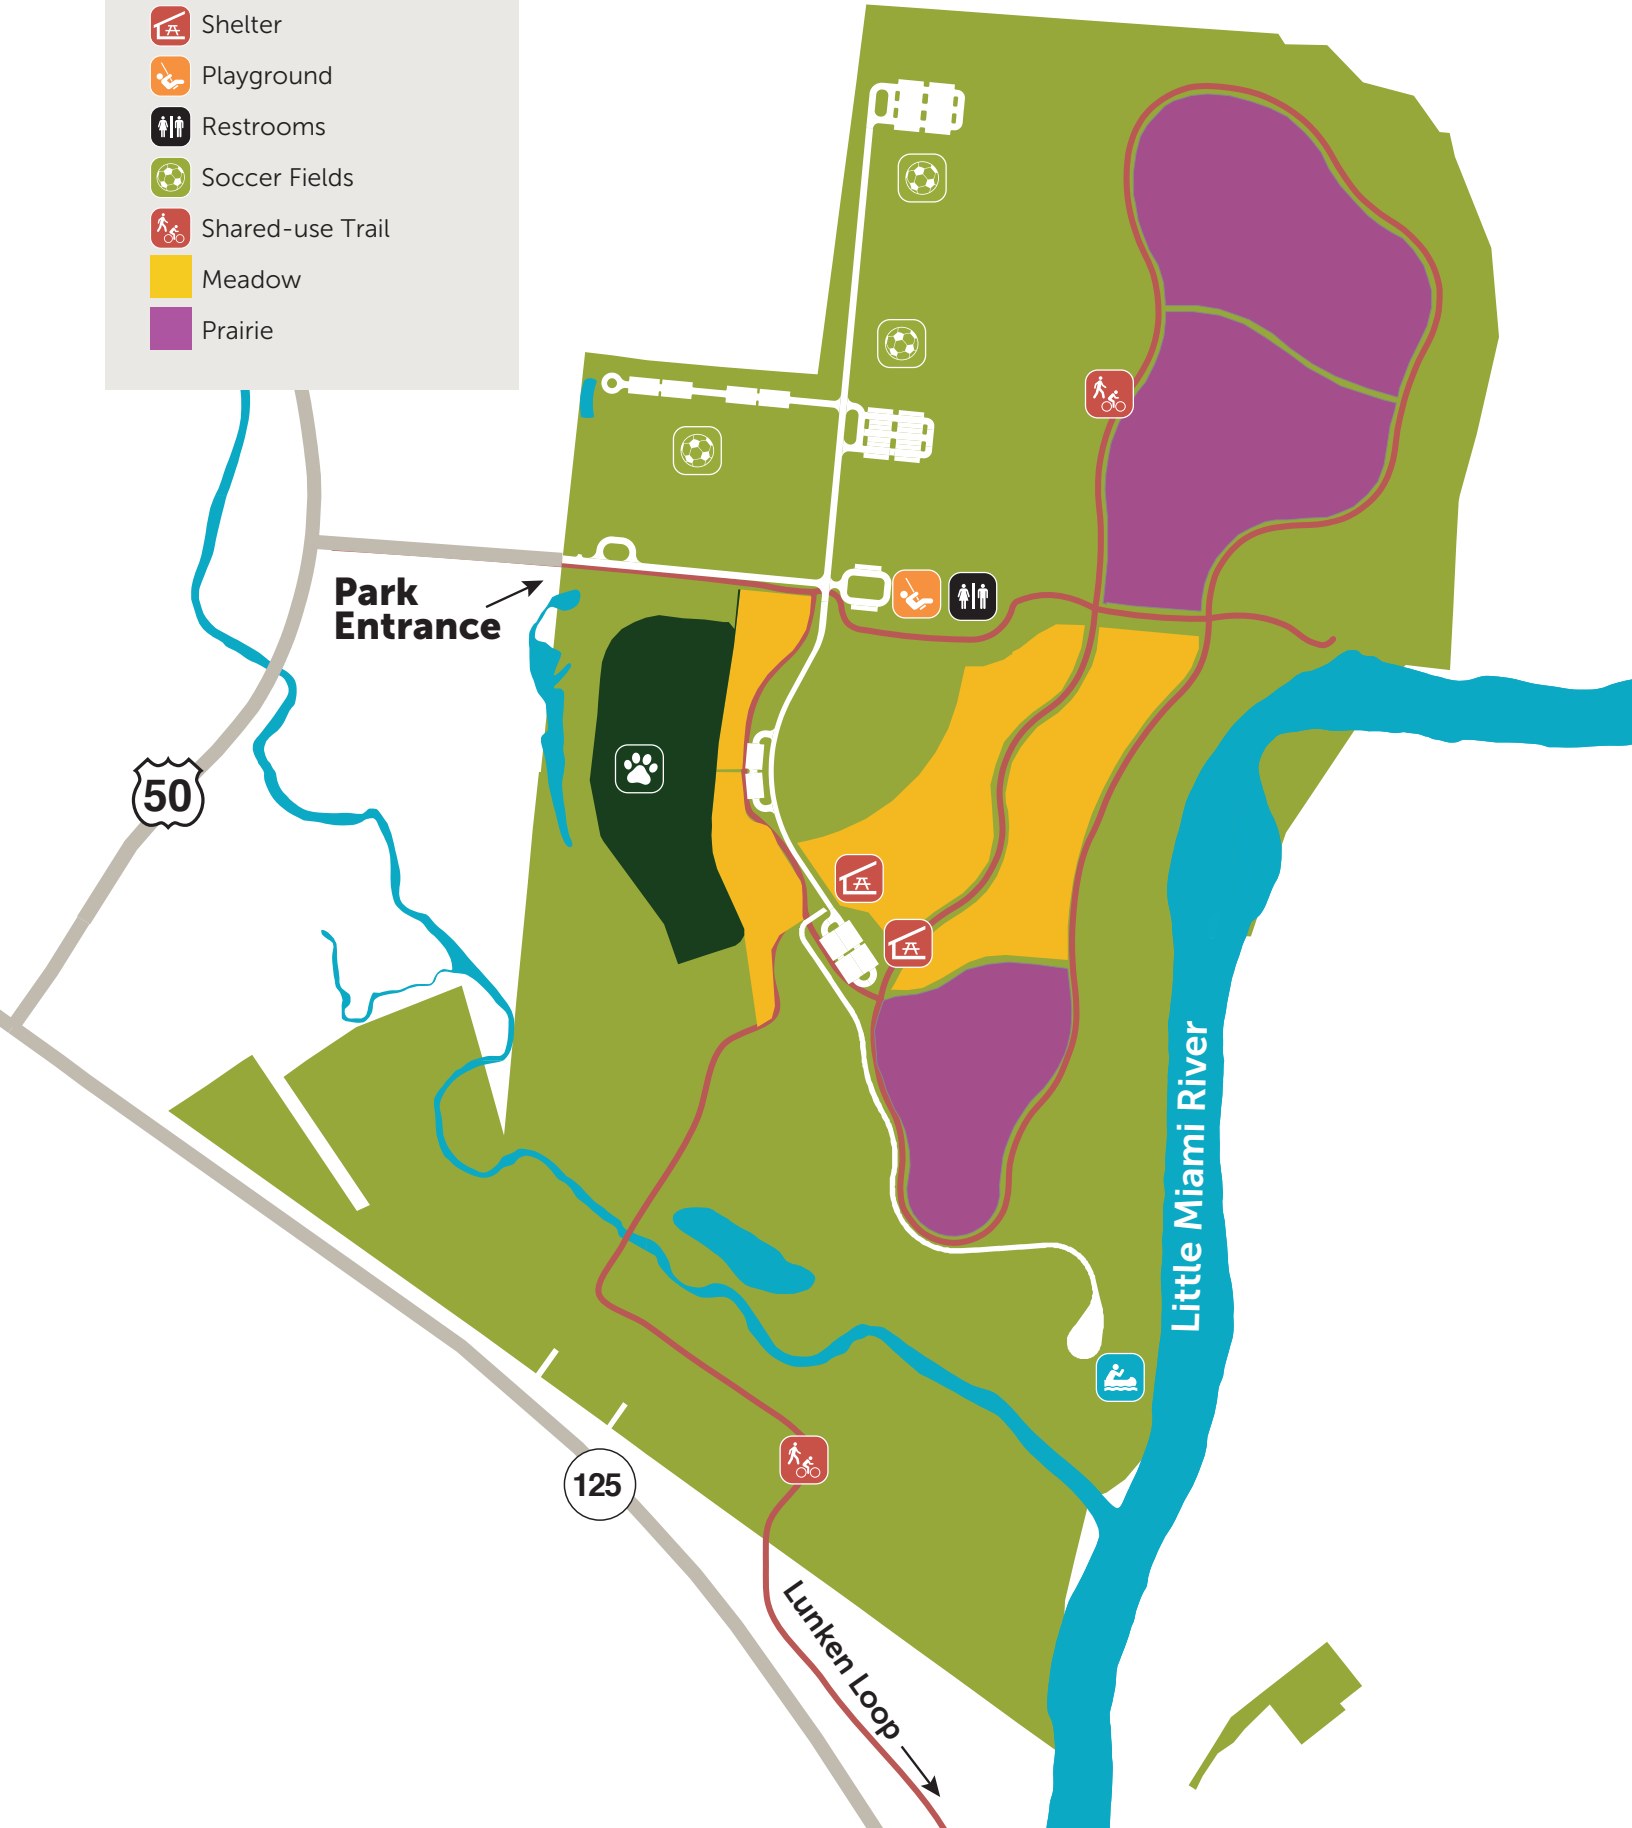 Shelter
Playground
Restrooms
Soccer Fields
Shared-use Trail
Meadow
Prairie
Park
Entrance
50
Little Miami River
125
Lunken Loop